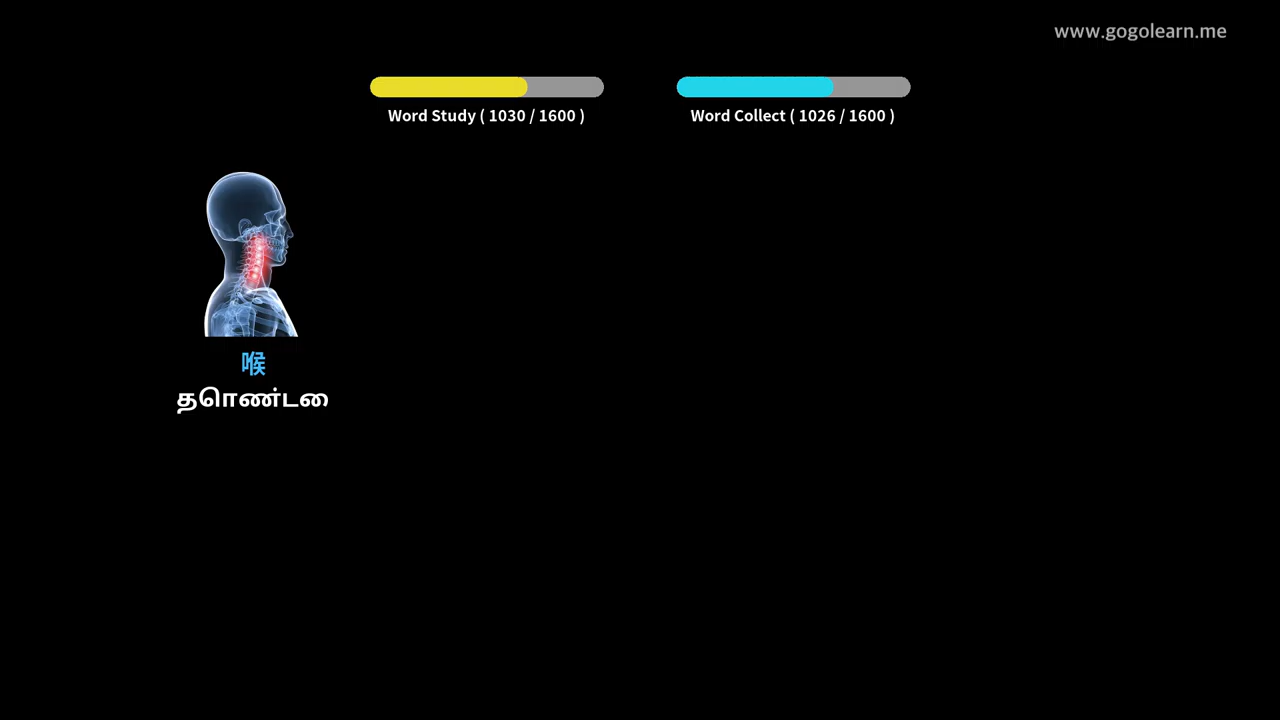 www.gogolearn.me
Word Study ( 1030 / 1600 )
Word Collect ( 1026 / 1600 )
喉
தொண்டை